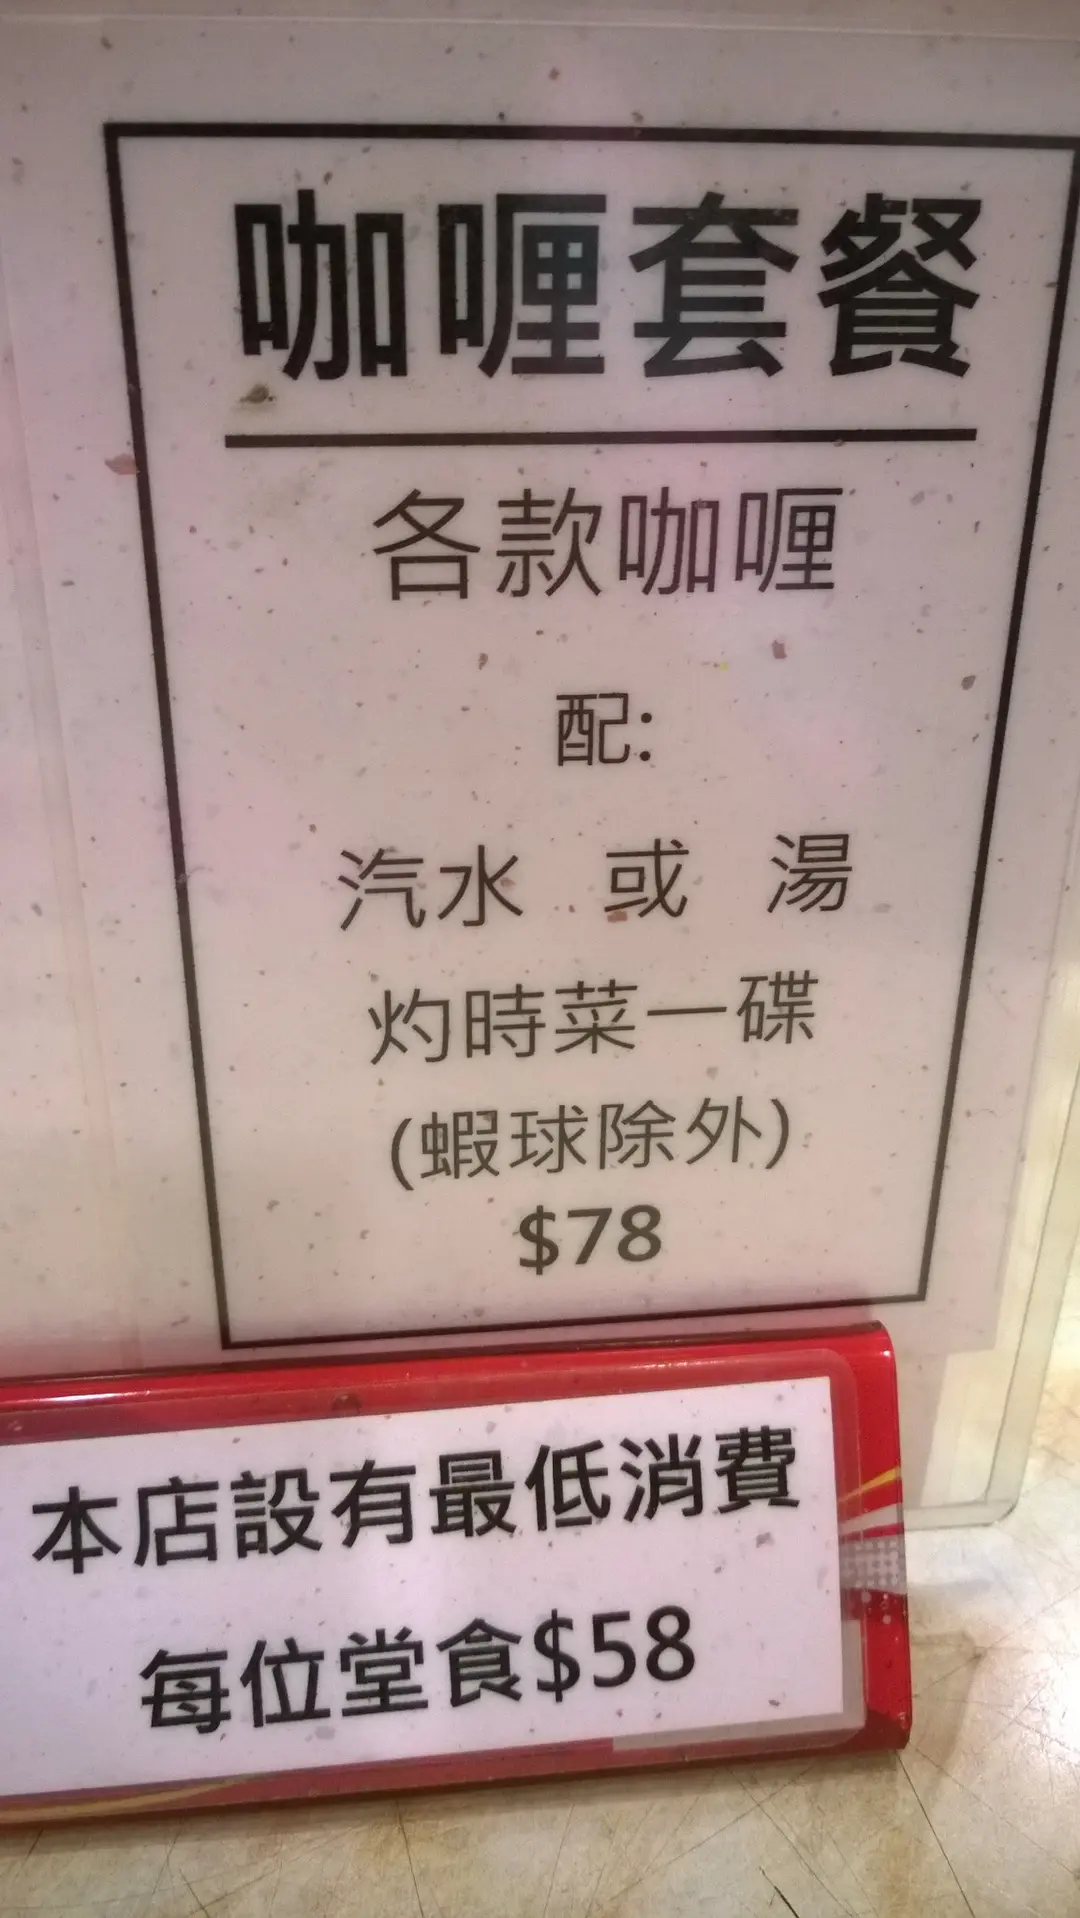 咖喱套餐
各款咖喱
配:
汽水 或 湯
灼時菜一碟
(蝦球除外)
$78
本店設有最低消費
每位堂食$58